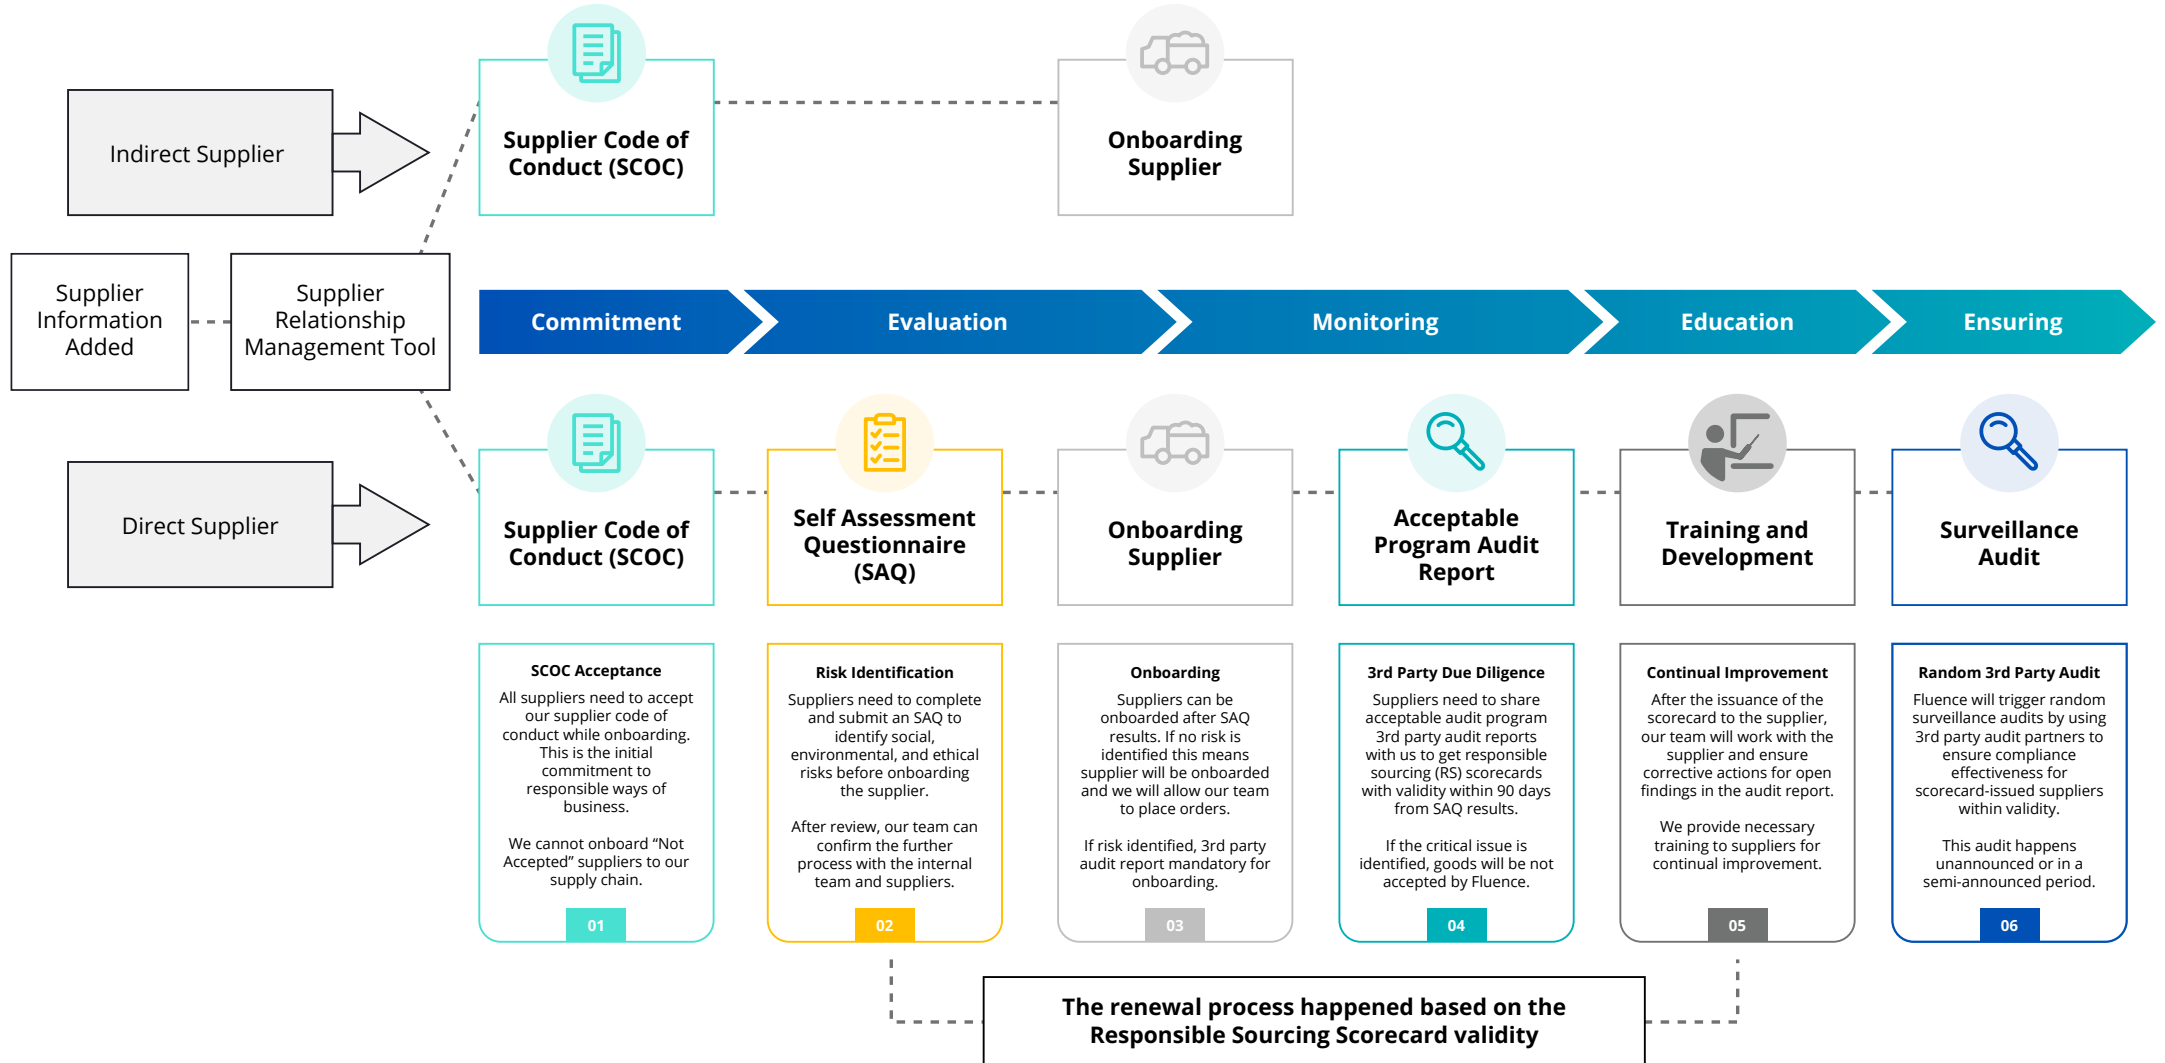 Indirect Supplier
Supplier Code of
Conduct (SCOC)
Onboarding
Supplier
Supplier
Information
Added
Supplier
Relationship
Management Tool
Commitment
Evaluation
Monitoring
Education
Ensuring
Direct Supplier
Supplier Code of
Conduct (SCOC)
Self Assessment
Questionnaire
(SAQ)
Onboarding
Supplier
Acceptable
Program Audit
Report
Training and
Development
Surveillance
Audit
SCOC Acceptance
All suppliers need to accept
our supplier code of
conduct while onboarding.
This is the initial
commitment to
responsible ways of
business.
We cannot onboard “Not
Accepted” suppliers to our
supply chain.
01
Risk Identification
Suppliers need to complete
and submit an SAQ to
identify social,
environmental, and ethical
risks before onboarding
the supplier.
After review, our team can
confirm the further
process with the internal
team and suppliers.
02
Onboarding
Suppliers can be
onboarded after SAQ
results. If no risk is
identified this means
supplier will be onboarded
and we will allow our team
to place orders.
If risk identified, 3rd party
audit report mandatory for
onboarding.
03
3rd Party Due Diligence
Suppliers need to share
acceptable audit program
3rd party audit reports
with us to get responsible
sourcing (RS) scorecards
with validity within 90 days
from SAQ results.
If the critical issue is
identified, goods will be not
accepted by Fluence.
04
Continual Improvement
After the issuance of the
scorecard to the supplier,
our team will work with the
supplier and ensure
corrective actions for open
findings in the audit report.
We provide necessary
training to suppliers for
continual improvement.
05
Random 3rd Party Audit
Fluence will trigger random
surveillance audits by using
3rd party audit partners to
ensure compliance
effectiveness for
scorecard-issued suppliers
within validity.
This audit happens
unannounced or in a
semi-announced period.
06
The renewal process happened based on the
Responsible Sourcing Scorecard validity